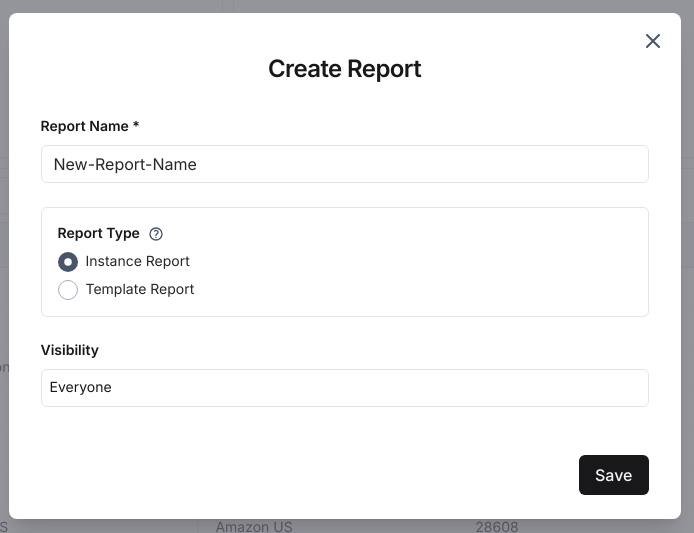 Create Report
Report Name *
New-Report-Name
Report Type
Instance Report
Template Report
Visibility
Everyone
Save
Amazon US 28608